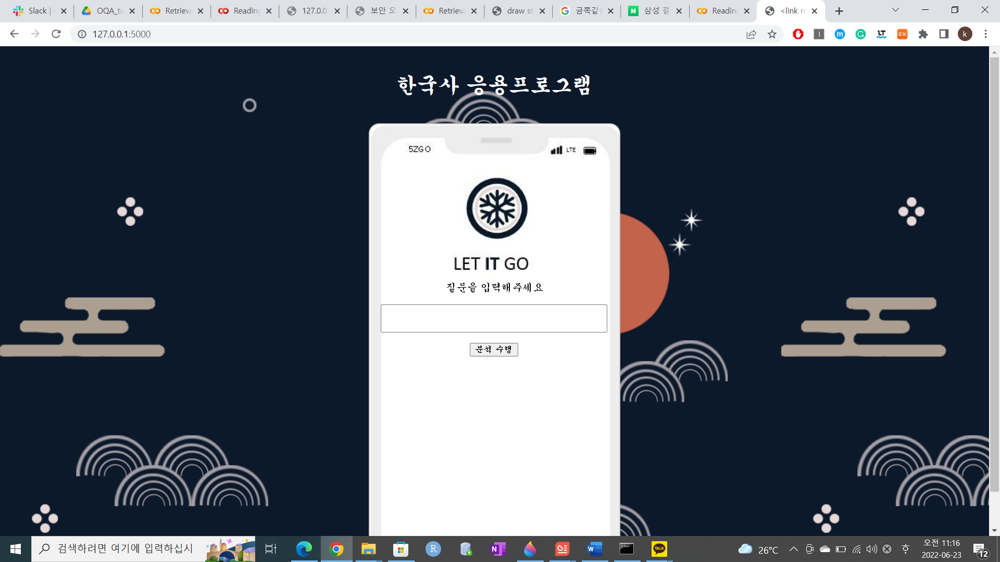 Slack | 
OQA_tu
Retrieva
Reading
127.0.0.
보안 오
Retrieva
draw st
금쪽같은
삼성 갤
Reading
<link re
127.0.0.1:5000
k
한국사 응용프로그램
5ZGO
LTE
LET IT GO
질문을 입력해주세요
분석 수행
검색하려면 여기에 입력하십시
26°C
오전 11:16
2022-06-23
12